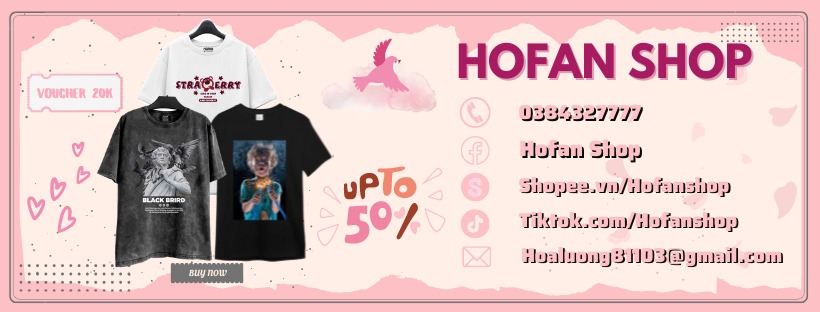 HOFAN SHOP
VOUCHER 20K
STRAWBERRY
BLACK BRIRD
UPTO
50%
BUY NOW
0384327777
Hofan Shop
Shopee.vn/Hofanshop
Tiktok.com/Hofanshop
Hoaluong81103@gmail.com